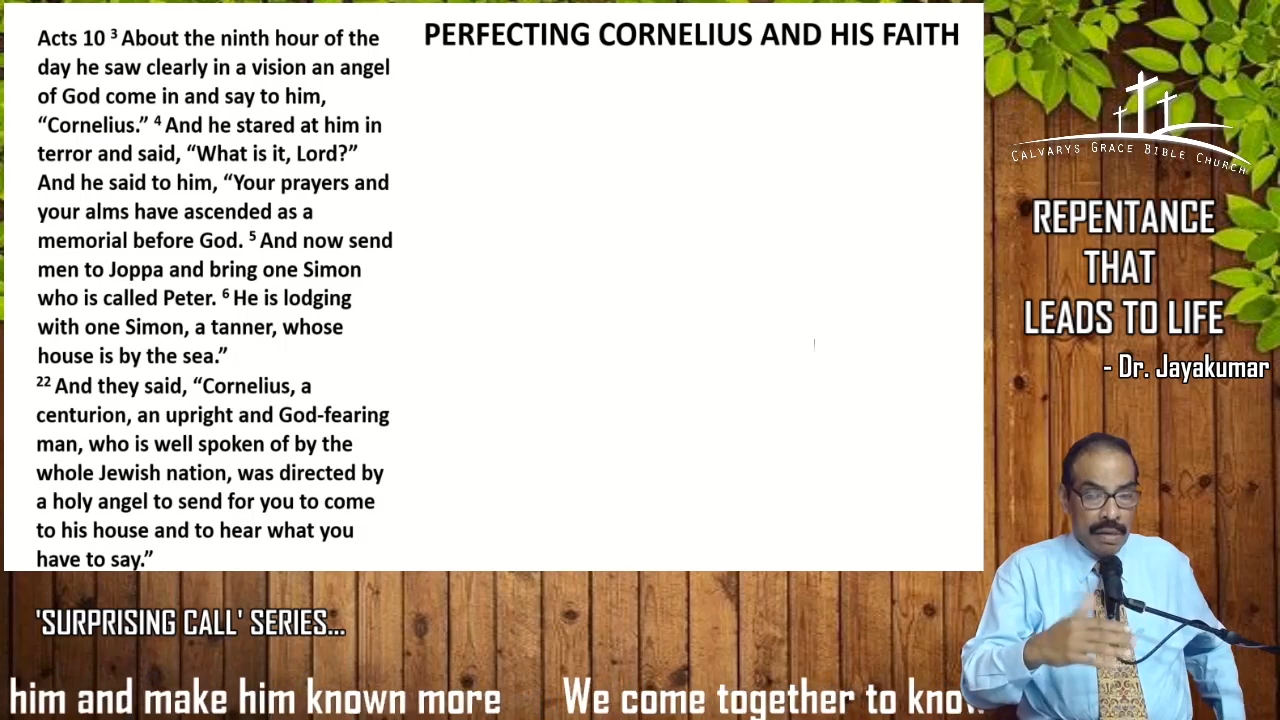 Acts 10 ³ About the ninth hour of the
day he saw clearly in a vision an angel
of God come in and say to him,
“Cornelius.” ⁴ And he stared at him in
terror and said, “What is it, Lord?”
And he said to him, “Your prayers and
your alms have ascended as a
memorial before God. ⁵ And now send
men to Joppa and bring one Simon
who is called Peter. ⁶ He is lodging
with one Simon, a tanner, whose
house is by the sea.”
²² And they said, “Cornelius, a
centurion, an upright and God-fearing
man, who is well spoken of by the
whole Jewish nation, was directed by
a holy angel to send for you to come
to his house and to hear what you
have to say.”
PERFECTING CORNELIUS AND HIS FAITH
CALVARYS GRACE BIBLE CHURCH
REPENTANCE
THAT
LEADS TO LIFE
- Dr. Jayakumar
'SURPRISING CALL' SERIES...
him and make him known more We come together to know